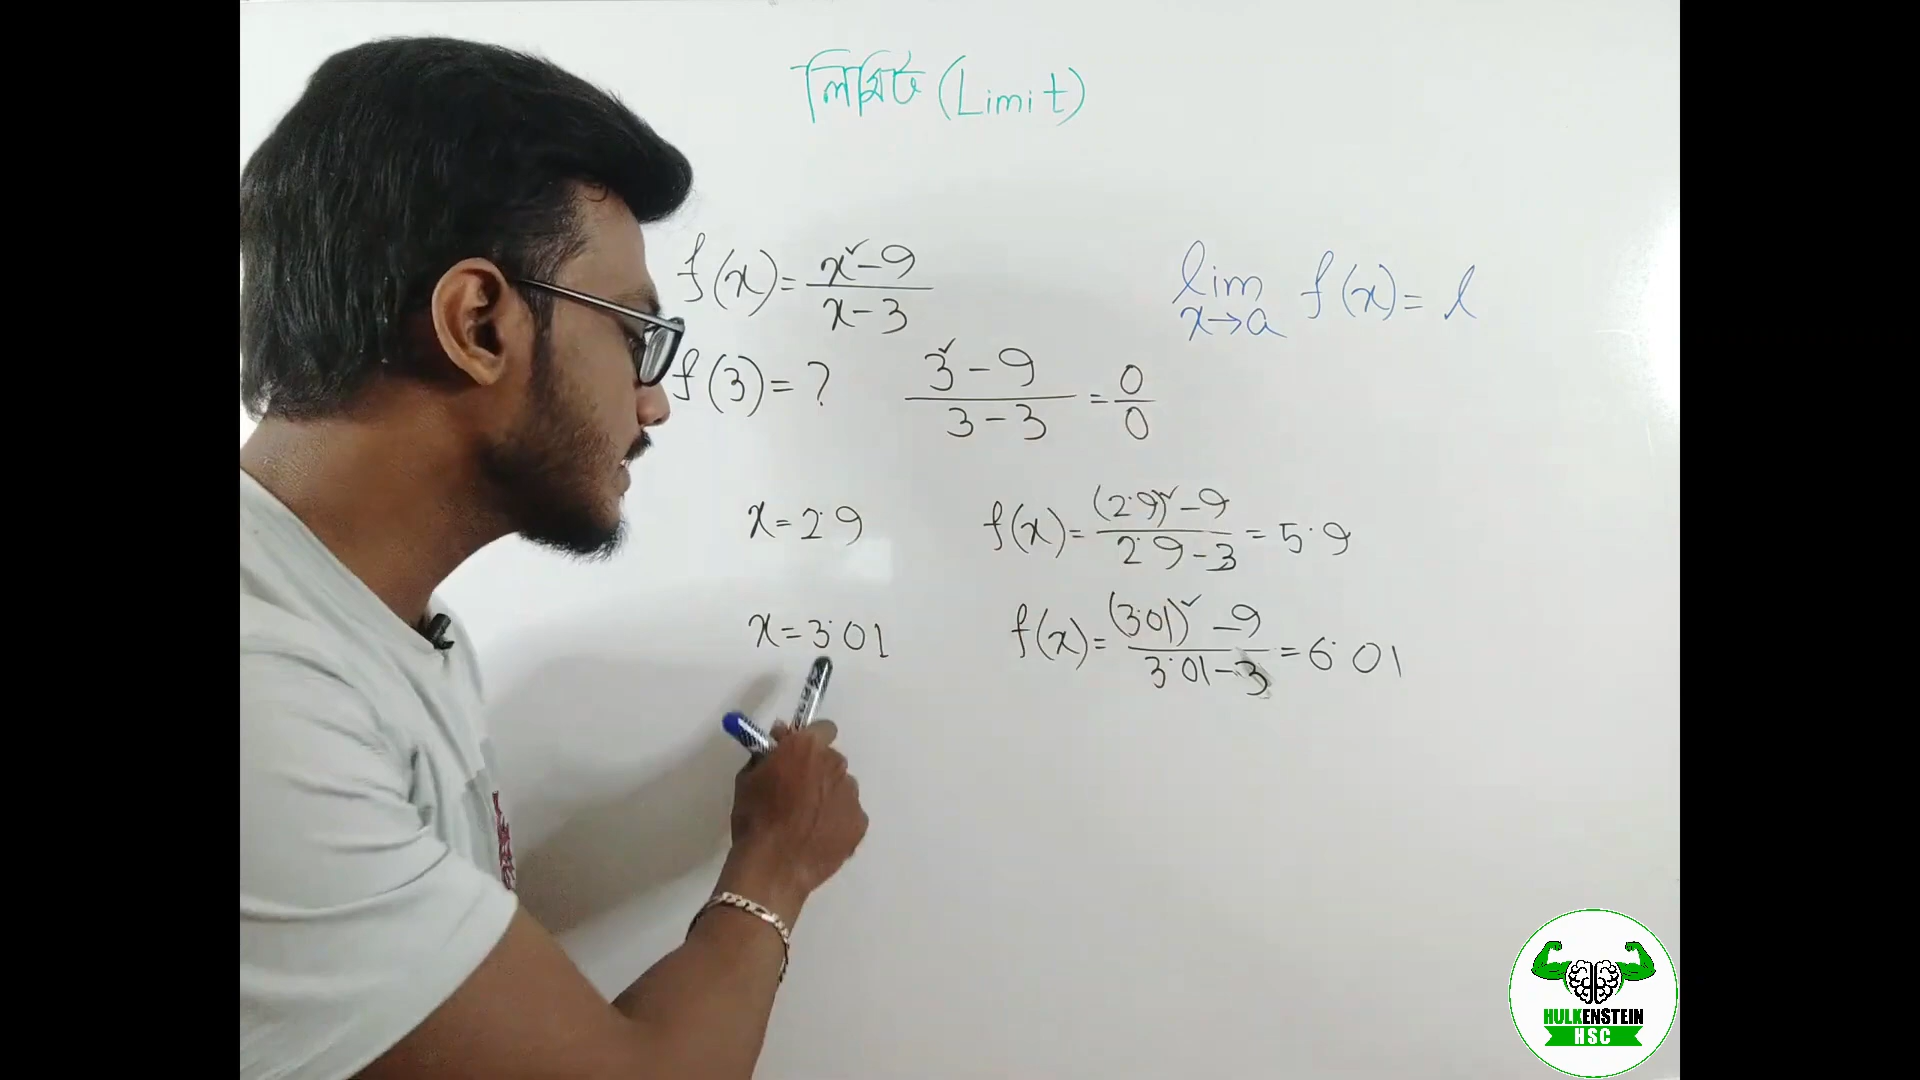 লিমিট (Limit)
f(x) = (x² - 9) / (x - 3)
lim x→a f(x) = l
f(3) = ? (3² - 9) / (3 - 3) = 0/0
x = 2·9 f(x) = ((2·9)² - 9) / (2·9 - 3) = 5·9
x = 3·01 f(x) = ((3·01)² - 9) / (3·01 - 3) = 6·01
HULKENSTEIN
HSC